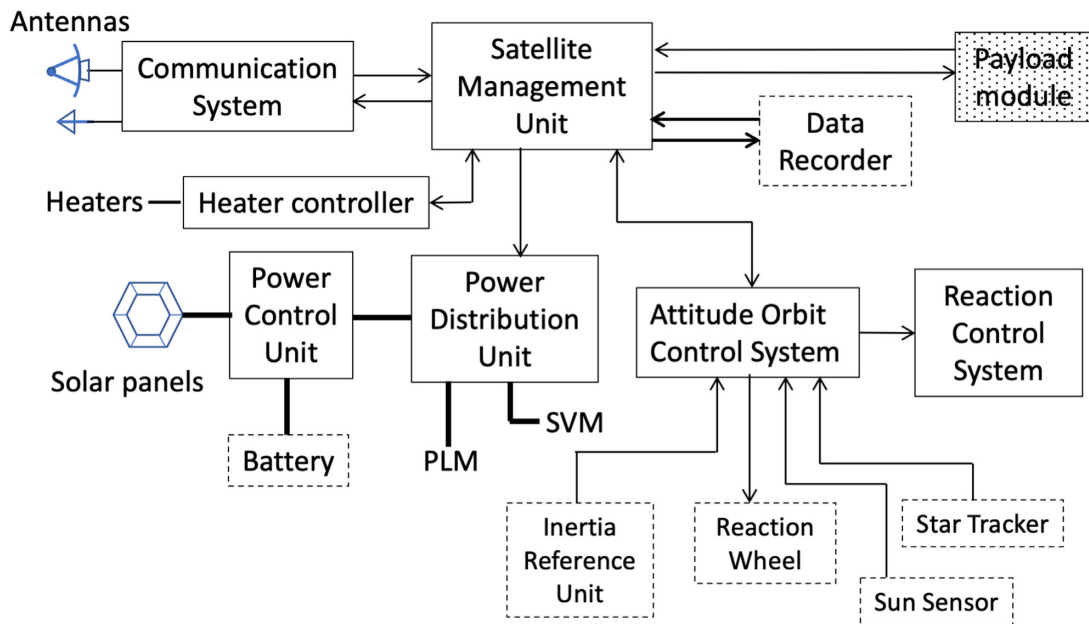 Antennas
Communication
System
Satellite
Management
Unit
Payload
module
Data
Recorder
Heaters
Heater controller
Power
Control
Unit
Power
Distribution
Unit
Solar panels
Attitude Orbit
Control System
Reaction
Control
System
SVM
PLM
Battery
Inertia
Reference
Unit
Reaction
Wheel
Star Tracker
Sun Sensor